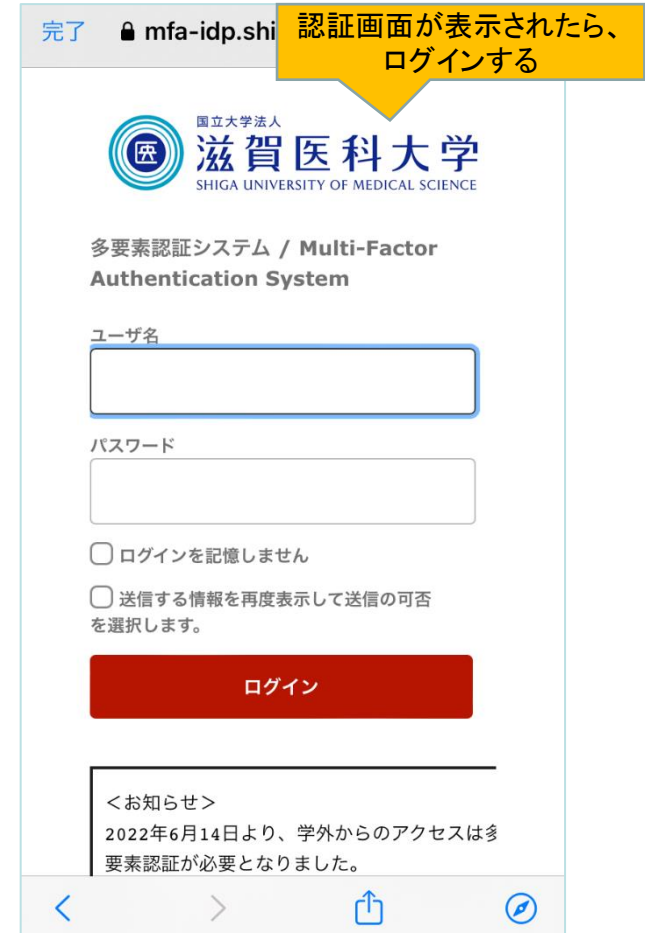 完了
mfa-idp.shi
認証画面が表示されたら、
ログインする
医
国立大学法人
滋賀医科大学
SHIGA UNIVERSITY OF MEDICAL SCIENCE
多要素認証システム / Multi-Factor
Authentication System
ユーザ名
パスワード
ログインを記憶しません
送信する情報を再度表示して送信の可否
を選択します。
ログイン
＜お知らせ＞
2022年6月14日より、学外からのアクセスは多
要素認証が必要となりました。